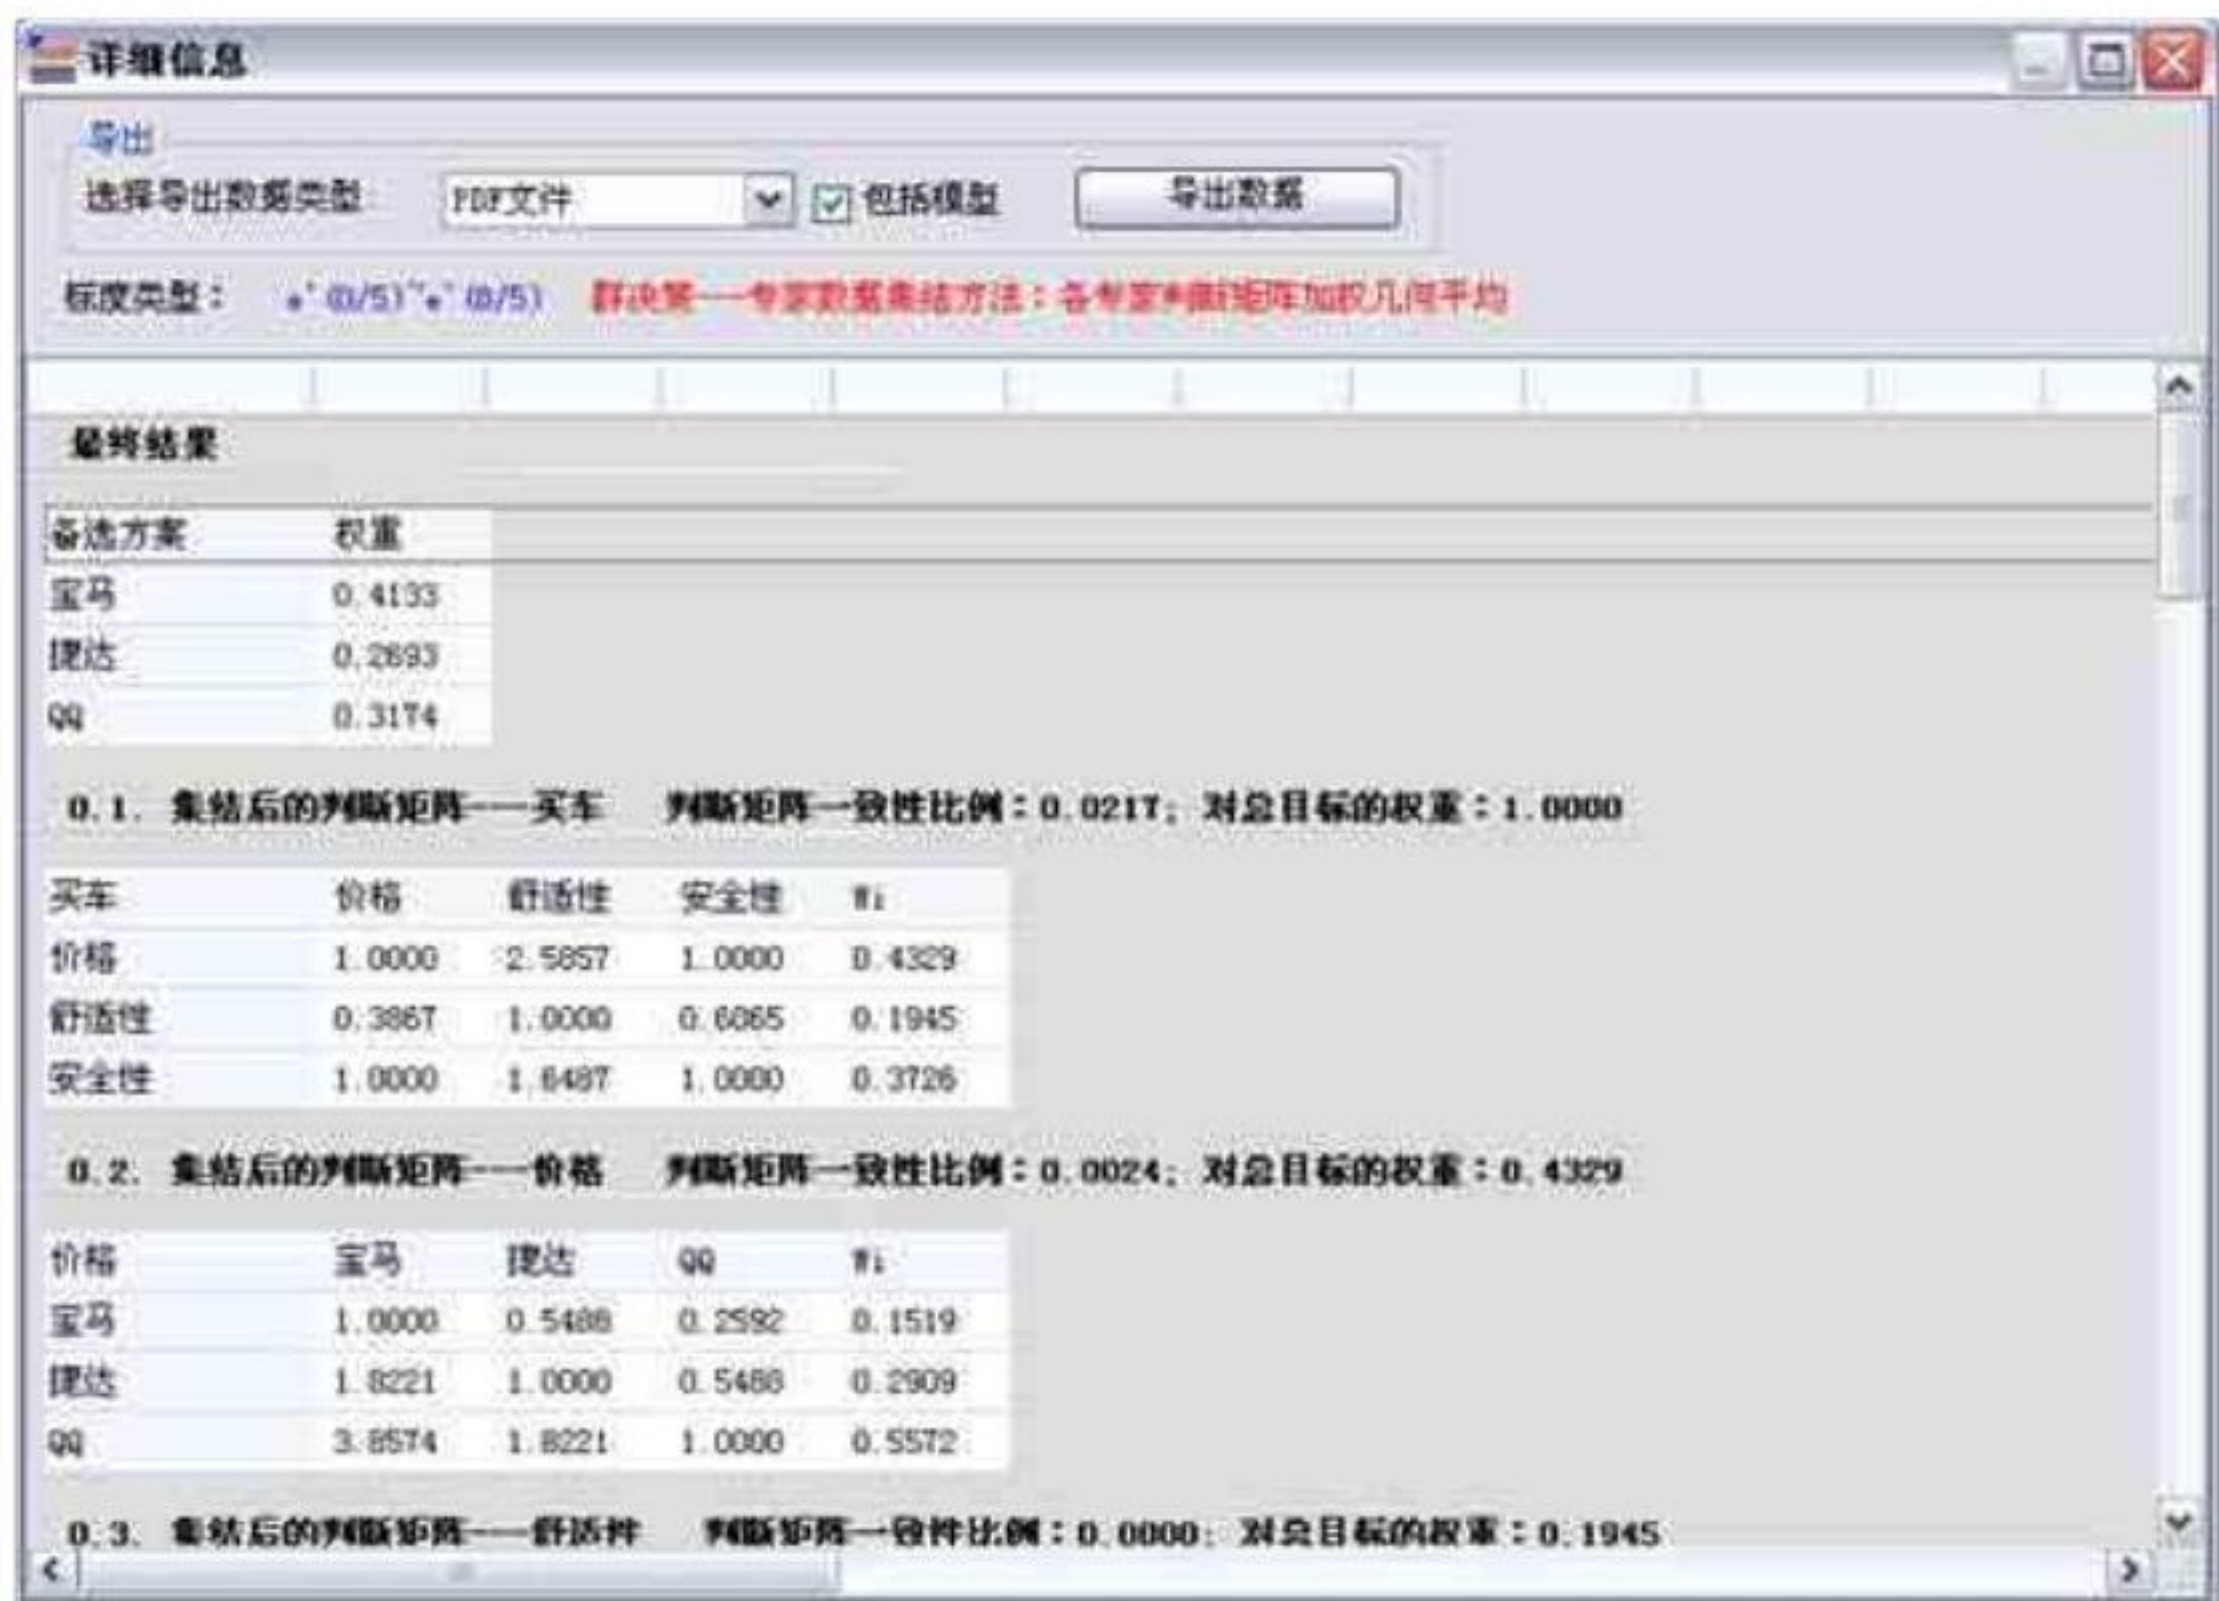 详细信息
导出
选择导出数据类型 PDF文件 包括模型 导出数据
标度类型： e^(0/5)~e^(8/5) 群决策---专家数据集结方法：各专家判断矩阵加权几何平均
最终结果
备选方案 权重
宝马 0.4133
捷达 0.2693
QQ 0.3174
0.1. 集结后的判断矩阵---买车 判断矩阵一致性比例：0.0217; 对总目标的权重：1.0000
买车 价格 舒适性 安全性 Wi
价格 1.0000 2.5857 1.0000 0.4329
舒适性 0.3867 1.0000 0.6065 0.1945
安全性 1.0000 1.6487 1.0000 0.3726
0.2. 集结后的判断矩阵---价格 判断矩阵一致性比例：0.0024; 对总目标的权重：0.4329
价格 宝马 捷达 QQ Wi
宝马 1.0000 0.5488 0.2592 0.1519
捷达 1.8221 1.0000 0.5488 0.2909
QQ 3.8574 1.8221 1.0000 0.5572
0.3. 集结后的判断矩阵---舒适性 判断矩阵一致性比例：0.0000; 对总目标的权重：0.1945